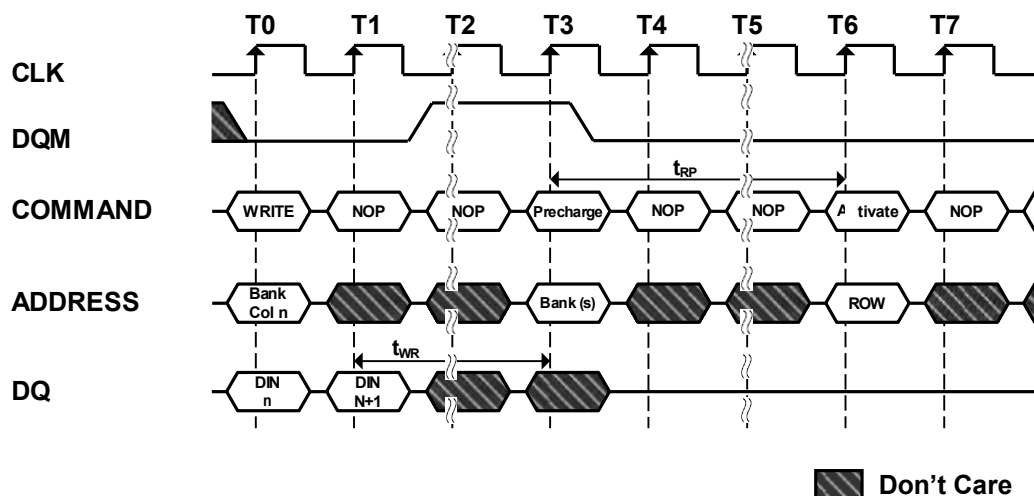 T0 T1 T2 T3 T4 T5 T6 T7
CLK
DQM
tRP
COMMAND WRITE NOP NOP Precharge NOP NOP A tivate NOP
ADDRESS Bank Col n Bank (s) ROW
tWR
DQ DIN n DIN N+1
Don't Care